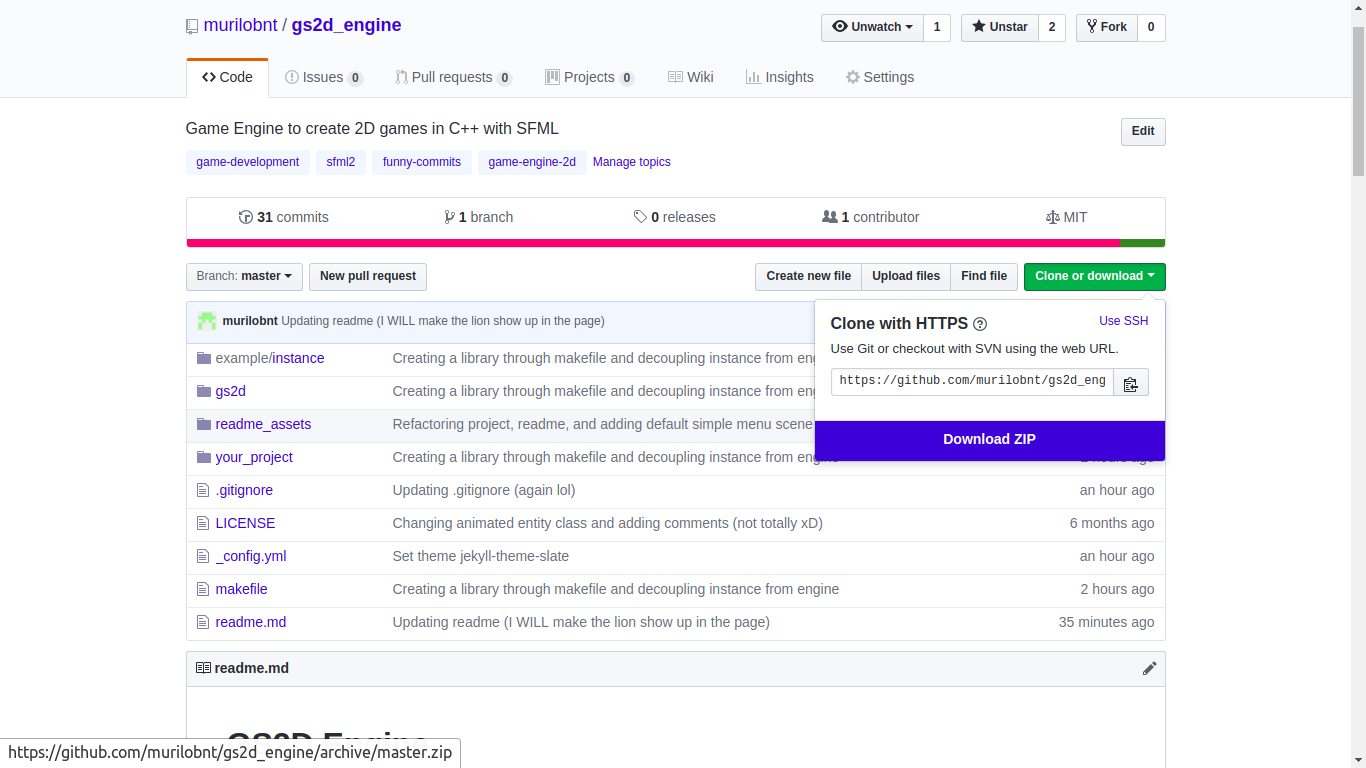 murilobnt / gs2d_engine Unwatch 1 Unstar 2 Fork 0
Code Issues 0 Pull requests 0 Projects 0 Wiki Insights Settings
Game Engine to create 2D games in C++ with SFML Edit
game-development sfml2 funny-commits game-engine-2d Manage topics
31 commits 1 branch 0 releases 1 contributor MIT
Branch: master New pull request Create new file Upload files Find file Clone or download
murilobnt Updating readme (I WILL make the lion show up in the page)
Clone with HTTPS Use SSH
Use Git or checkout with SVN using the web URL.
https://github.com/murilobnt/gs2d_eng
Download ZIP
example/instance Creating a library through makefile and decoupling instance from eng
gs2d Creating a library through makefile and decoupling instance from eng
readme_assets Refactoring project, readme, and adding default simple menu scene
your_project Creating a library through makefile and decoupling instance from engine 2 hours ago
.gitignore Updating .gitignore (again lol) an hour ago
LICENSE Changing animated entity class and adding comments (not totally xD) 6 months ago
_config.yml Set theme jekyll-theme-slate an hour ago
makefile Creating a library through makefile and decoupling instance from engine 2 hours ago
readme.md Updating readme (I WILL make the lion show up in the page) 35 minutes ago
readme.md
GS2D Engine
https://github.com/murilobnt/gs2d_engine/archive/master.zip